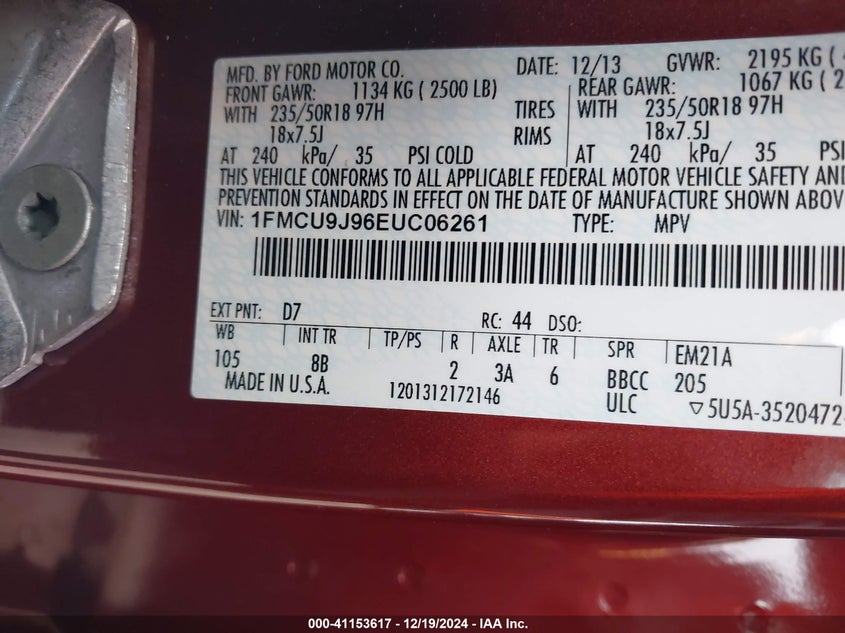 MFD. BY FORD MOTOR CO. DATE: 12/13 GVWR: 2195 KG (
FRONT GAWR: 1134 KG ( 2500 LB) REAR GAWR: 1067 KG ( 2
WITH 235/50R18 97H TIRES WITH 235/50R18 97H
18x7.5J RIMS 18x7.5J
AT 240 kPa/ 35 PSI COLD AT 240 kPa/ 35 PSI
THIS VEHICLE CONFORMS TO ALL APPLICABLE FEDERAL MOTOR VEHICLE SAFETY AND
PREVENTION STANDARDS IN EFFECT ON THE DATE OF MANUFACTURE SHOWN ABOV
VIN: 1FMCU9J96EUC06261 TYPE: MPV
EXT PNT: D7 RC: 44 DSO:
WB INT TR TP/PS R AXLE TR SPR EM21A
105 8B 2 3A 6 BBCC 205
MADE IN U.S.A. 1201312172146 ULC ▽5U5A-3520472-
000-41153617 - 12/19/2024 - IAAI.com Inc.